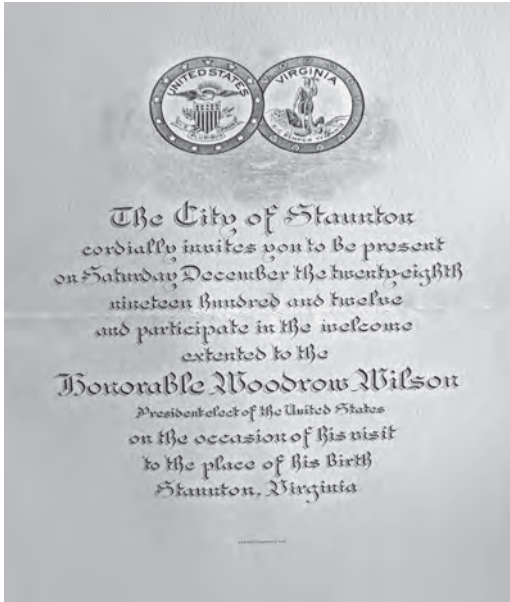 UNITED STATES
VIRGINIA
The City of Staunton
cordially invites you to be present
on Saturday December the twenty-eighth
nineteen hundred and twelve
and participate in the welcome
extented to the
Honorable Woodrow Wilson
President elect of the United States
on the occasion of his visit
to the place of his Birth
Staunton, Virginia